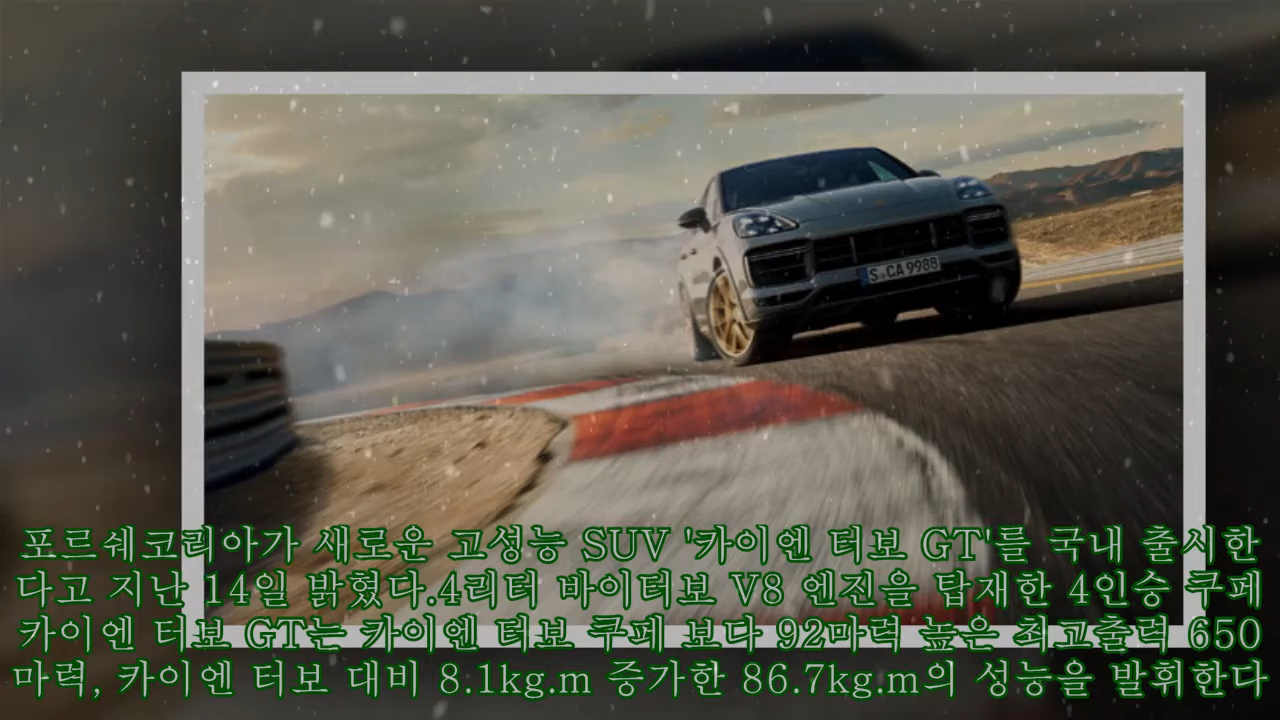 S CA 9988
포르쉐코리아가 새로운 고성능 SUV '카이엔 터보 GT'를 국내 출시한
다고 지난 14일 밝혔다.4리터 바이터보 V8 엔진을 탑재한 4인승 쿠페
카이엔 터보 GT는 카이엔 터보 쿠페 보다 92마력 높은 최고출력 650
마력, 카이엔 터보 대비 8.1kg.m 증가한 86.7kg.m의 성능을 발휘한다